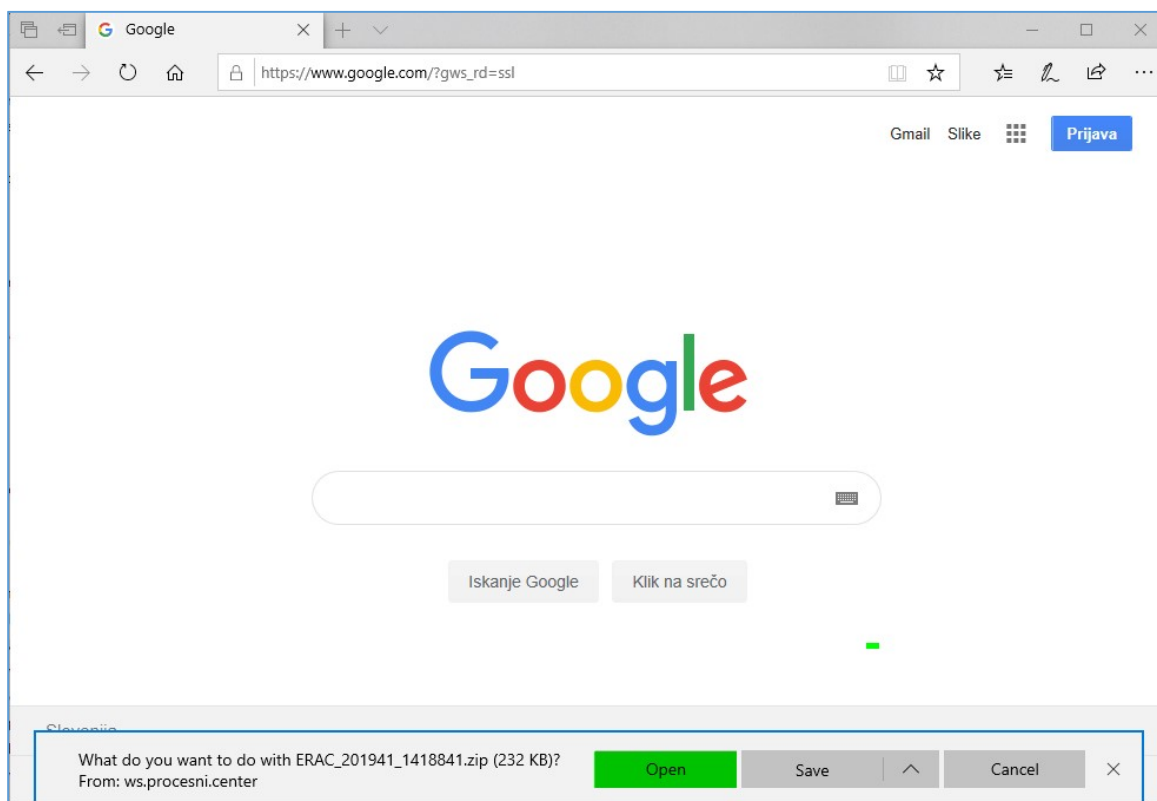 Google
https://www.google.com/?gws_rd=ssl
Gmail Slike Prijava
Google
Iskanje Google Klik na srečo
Slovenija
What do you want to do with ERAC_201941_1418841.zip (232 KB)?
From: ws.procesni.center
Open Save Cancel